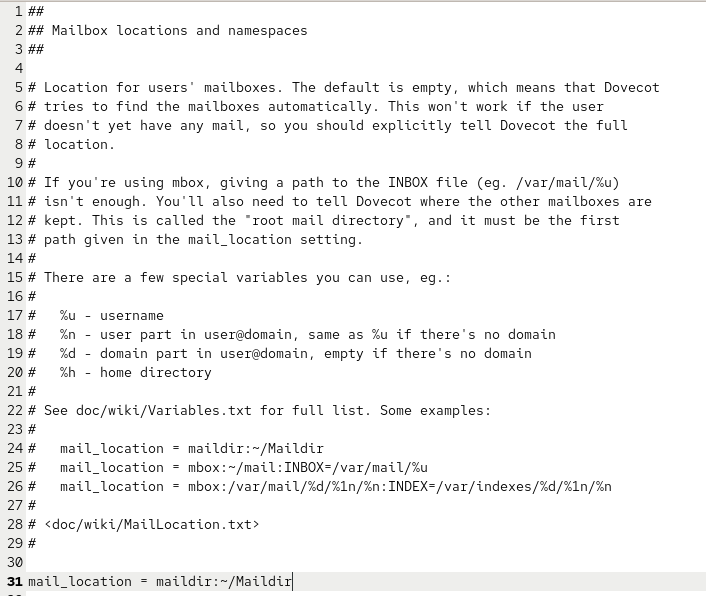 1 ##
2 ## Mailbox locations and namespaces
3 ##
4
5 # Location for users' mailboxes. The default is empty, which means that Dovecot
6 # tries to find the mailboxes automatically. This won't work if the user
7 # doesn't yet have any mail, so you should explicitly tell Dovecot the full
8 # location.
9 #
10 # If you're using mbox, giving a path to the INBOX file (eg. /var/mail/%u)
11 # isn't enough. You'll also need to tell Dovecot where the other mailboxes are
12 # kept. This is called the "root mail directory", and it must be the first
13 # path given in the mail_location setting.
14 #
15 # There are a few special variables you can use, eg.:
16 #
17 #   %u - username
18 #   %n - user part in user@domain, same as %u if there's no domain
19 #   %d - domain part in user@domain, empty if there's no domain
20 #   %h - home directory
21 #
22 # See doc/wiki/Variables.txt for full list. Some examples:
23 #
24 #   mail_location = maildir:~/Maildir
25 #   mail_location = mbox:~/mail:INBOX=/var/mail/%u
26 #   mail_location = mbox:/var/mail/%d/%1n/%n:INDEX=/var/indexes/%d/%1n/%n
27 #
28 # <doc/wiki/MailLocation.txt>
29 #
30
31 mail_location = maildir:~/Maildir